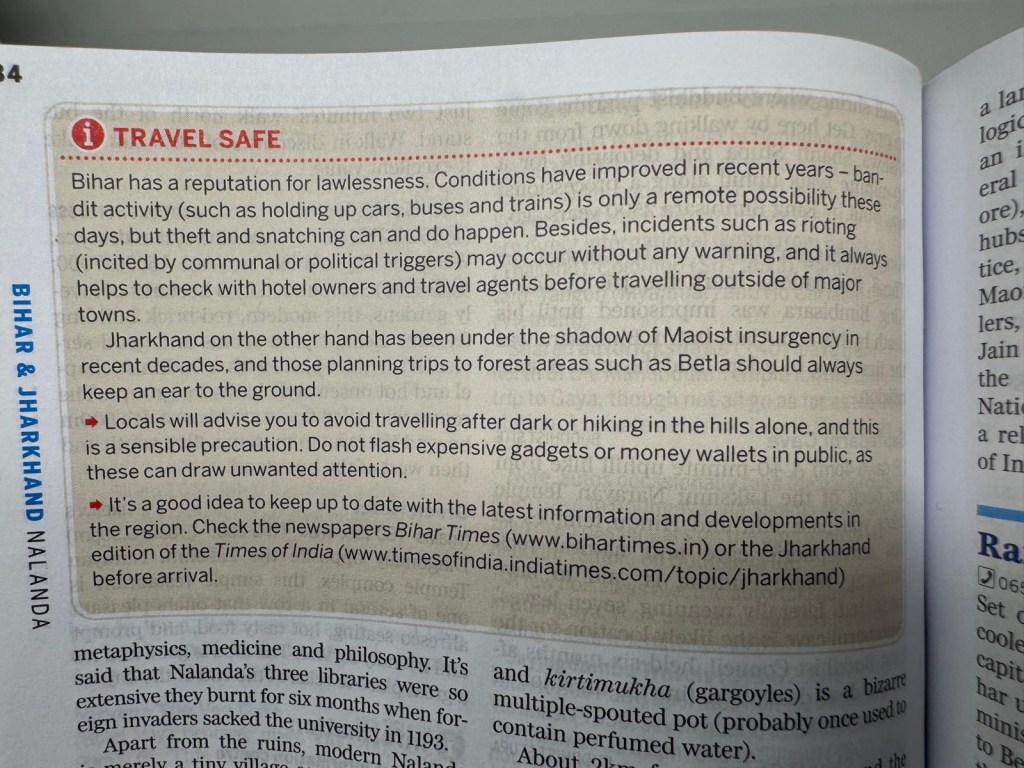 34
TRAVEL SAFE
Bihar has a reputation for lawlessness. Conditions have improved in recent years – ban-
dit activity (such as holding up cars, buses and trains) is only a remote possibility these
days, but theft and snatching can and do happen. Besides, incidents such as rioting
(incited by communal or political triggers) may occur without any warning, and it always
helps to check with hotel owners and travel agents before travelling outside of major
towns.
Jharkhand on the other hand has been under the shadow of Maoist insurgency in
recent decades, and those planning trips to forest areas such as Betla should always
keep an ear to the ground.
➡ Locals will advise you to avoid travelling after dark or hiking in the hills alone, and this
is a sensible precaution. Do not flash expensive gadgets or money wallets in public, as
these can draw unwanted attention.
➡ It's a good idea to keep up to date with the latest information and developments in
the region. Check the newspapers Bihar Times (www.bihartimes.in) or the Jharkhand
edition of the Times of India (www.timesofindia.indiatimes.com/topic/jharkhand)
before arrival.
BIHAR & JHARKHAND NALANDA
metaphysics, medicine and philosophy. It's
said that Nalanda's three libraries were so
extensive they burnt for six months when for-
eign invaders sacked the university in 1193.
Apart from the ruins, modern
is merely a tiny village
and kirtimukha (gargoyles) is a bizarre
multiple-spouted pot (probably once used to
contain perfumed water).
About 2km
the
a
logic
an
eral
ore),
hubs
tice,
Mao
lers,
Jain
the
Natio
a rel
of In
Ra
065
Set
coole
capit
har
minis
to Be